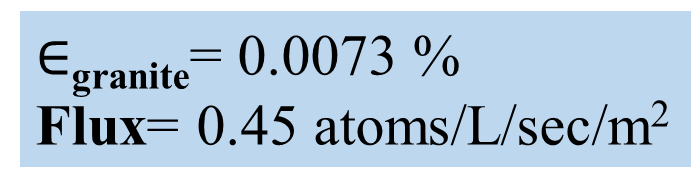 ∈granite= 0.0073 %
Flux= 0.45 atoms/L/sec/m²